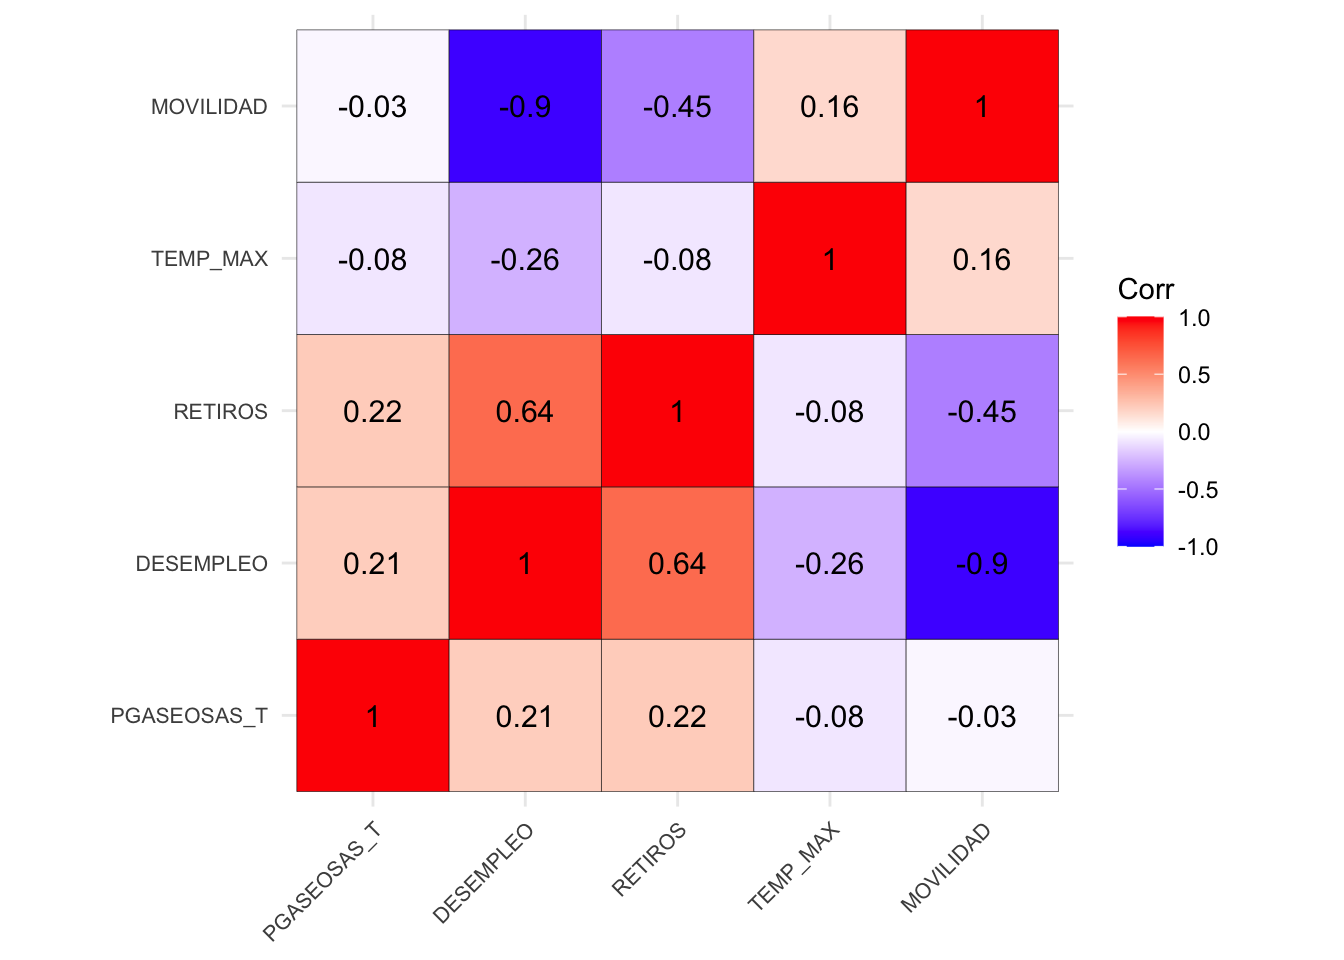 MOVILIDAD -0.03 -0.9 -0.45 0.16 1
TEMP_MAX -0.08 -0.26 -0.08 1 0.16
RETIROS 0.22 0.64 1 -0.08 -0.45
DESEMPLEO 0.21 1 0.64 -0.26 -0.9
PGASEOSAS_T 1 0.21 0.22 -0.08 -0.03
PGASEOSAS_T DESEMPLEO RETIROS TEMP_MAX MOVILIDAD
Corr
1.0
0.5
0.0
-0.5
-1.0